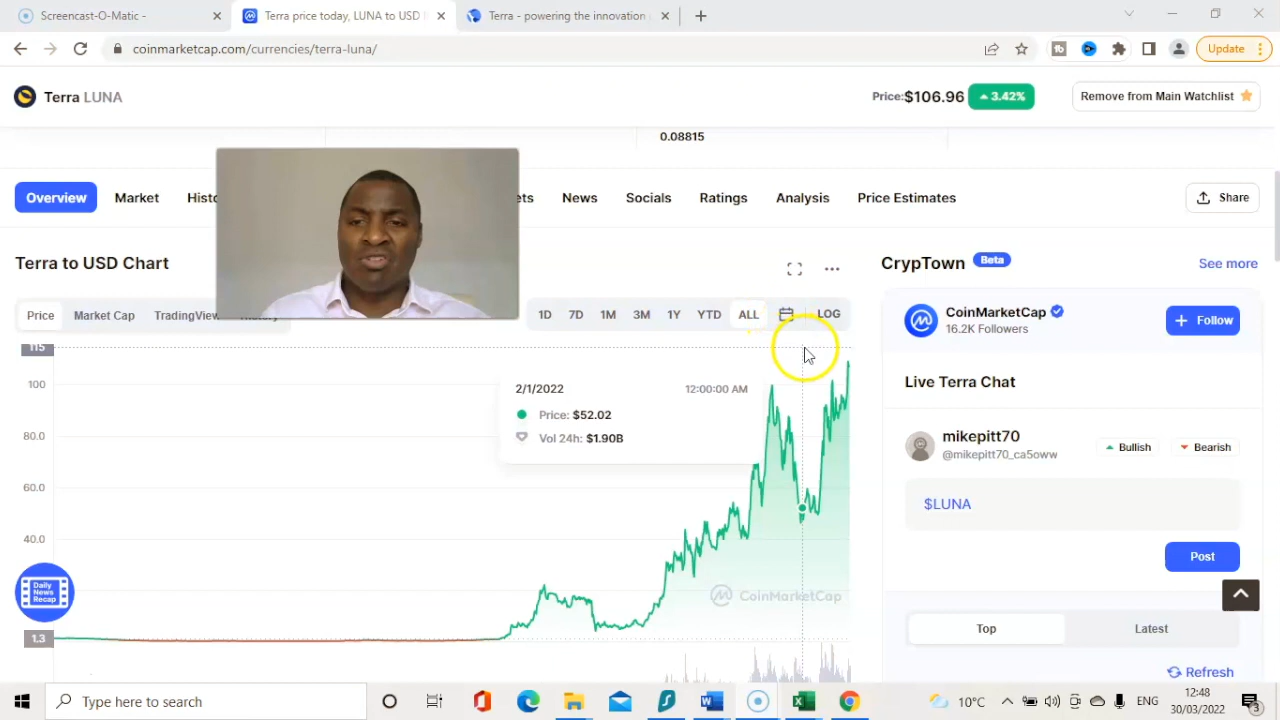 Screencast-O-Matic -
Terra price today, LUNA to USD l
Terra - powering the innovation
coinmarketcap.com/currencies/terra-luna/
Update
Terra LUNA
Price:$106.96 3.42%
Remove from Main Watchlist
0.08815
Overview Market Histo ets News Socials Ratings Analysis Price Estimates
Share
Terra to USD Chart
CrypTown Beta
See more
Price Market Cap TradingView
1D 7D 1M 3M 1Y YTD ALL LOG
CoinMarketCap
16.2K Followers
+ Follow
115
100
80.0
60.0
40.0
1.3
2/1/2022 12:00:00 AM
Price: $52.02
Vol 24h: $1.90B
CoinMarketCap
Daily
News
Recap
Live Terra Chat
mikepitt70
@mikepitt70_ca5oww
Bullish
Bearish
$LUNA
Post
Top Latest
Refresh
Type here to search
10°C
ENG
12:48
30/03/2022
3